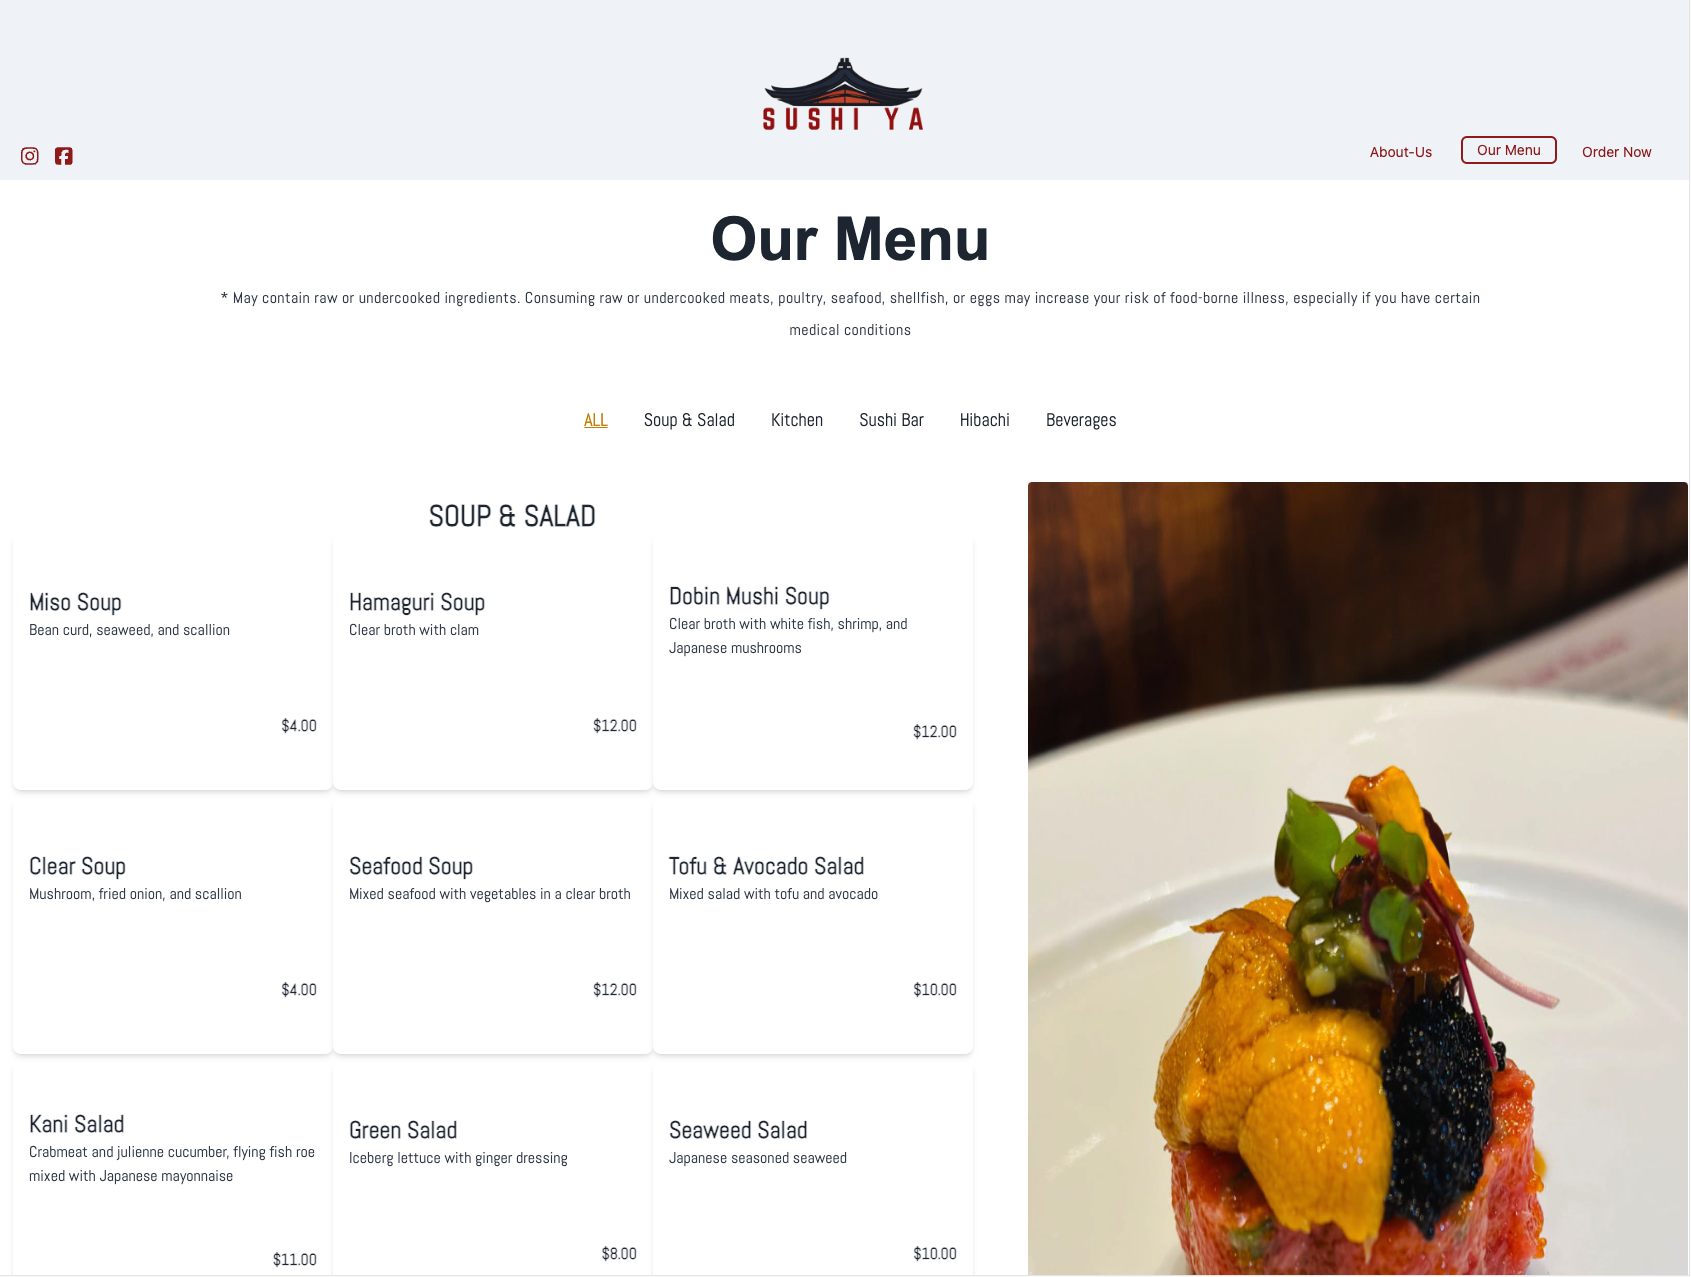 SUSHI YA
About-Us
Our Menu
Order Now
Our Menu
* May contain raw or undercooked ingredients. Consuming raw or undercooked meats, poultry, seafood, shellfish, or eggs may increase your risk of food-borne illness, especially if you have certain
medical conditions
ALL
Soup & Salad
Kitchen
Sushi Bar
Hibachi
Beverages
SOUP & SALAD
Miso Soup
Bean curd, seaweed, and scallion
$4.00
Hamaguri Soup
Clear broth with clam
$12.00
Dobin Mushi Soup
Clear broth with white fish, shrimp, and
Japanese mushrooms
$12.00
Clear Soup
Mushroom, fried onion, and scallion
$4.00
Seafood Soup
Mixed seafood with vegetables in a clear broth
$12.00
Tofu & Avocado Salad
Mixed salad with tofu and avocado
$10.00
Kani Salad
Crabmeat and julienne cucumber, flying fish roe
mixed with Japanese mayonnaise
$11.00
Green Salad
Iceberg lettuce with ginger dressing
$8.00
Seaweed Salad
Japanese seasoned seaweed
$10.00